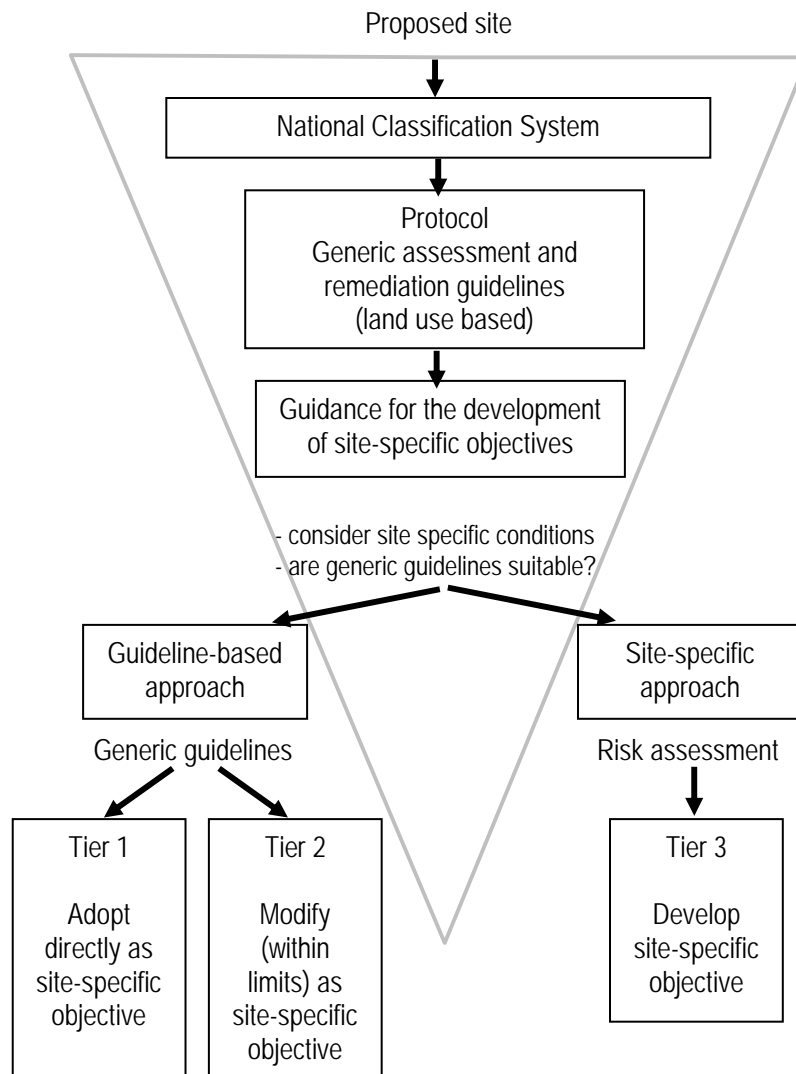 Proposed site
National Classification System
Protocol
Generic assessment and
remediation guidelines
(land use based)
Guidance for the development
of site-specific objectives
- consider site specific conditions
- are generic guidelines suitable?
Guideline-based
approach
Site-specific
approach
Generic guidelines
Risk assessment
Tier 1
Adopt
directly as
site-specific
objective
Tier 2
Modify
(within
limits) as
site-specific
objective
Tier 3
Develop
site-specific
objective